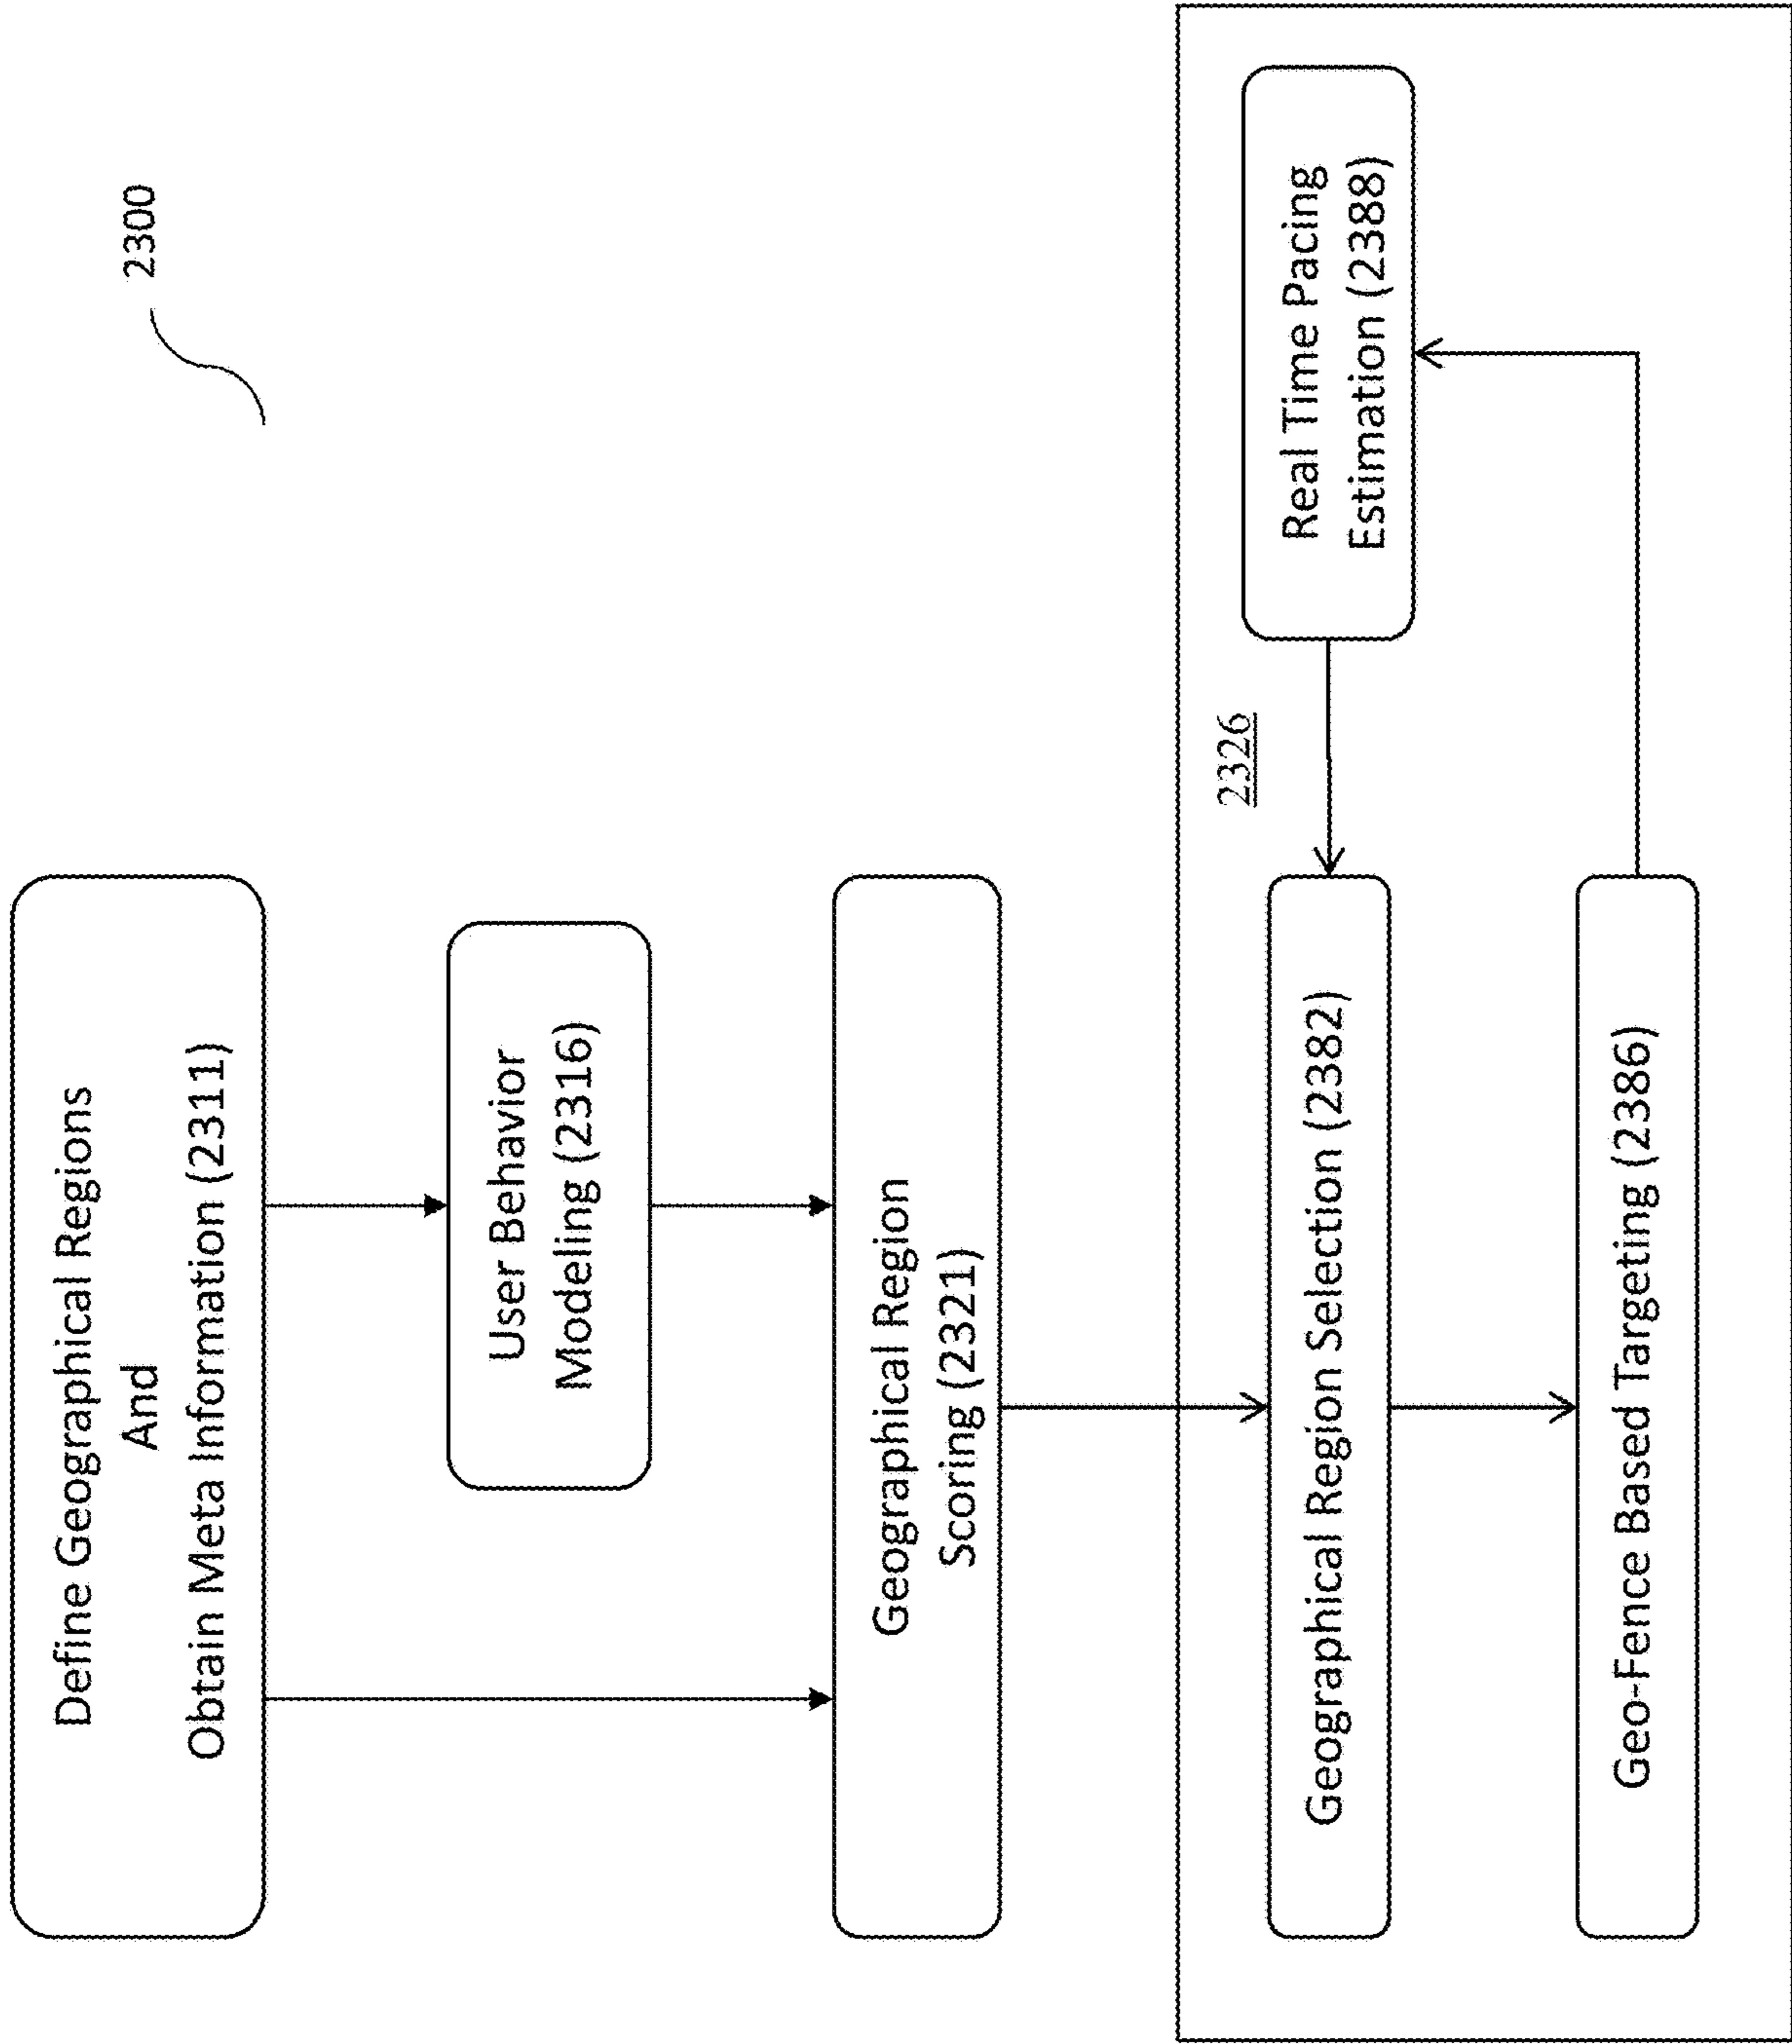 2300
Define Geographical Regions
And
Obtain Meta Information (2311)
User Behavior
Modeling (2316)
Geographical Region
Scoring (2321)
2326
Real Time Pacing
Estimation (2388)
Geographical Region Selection (2382)
Geo-Fence Based Targeting (2386)